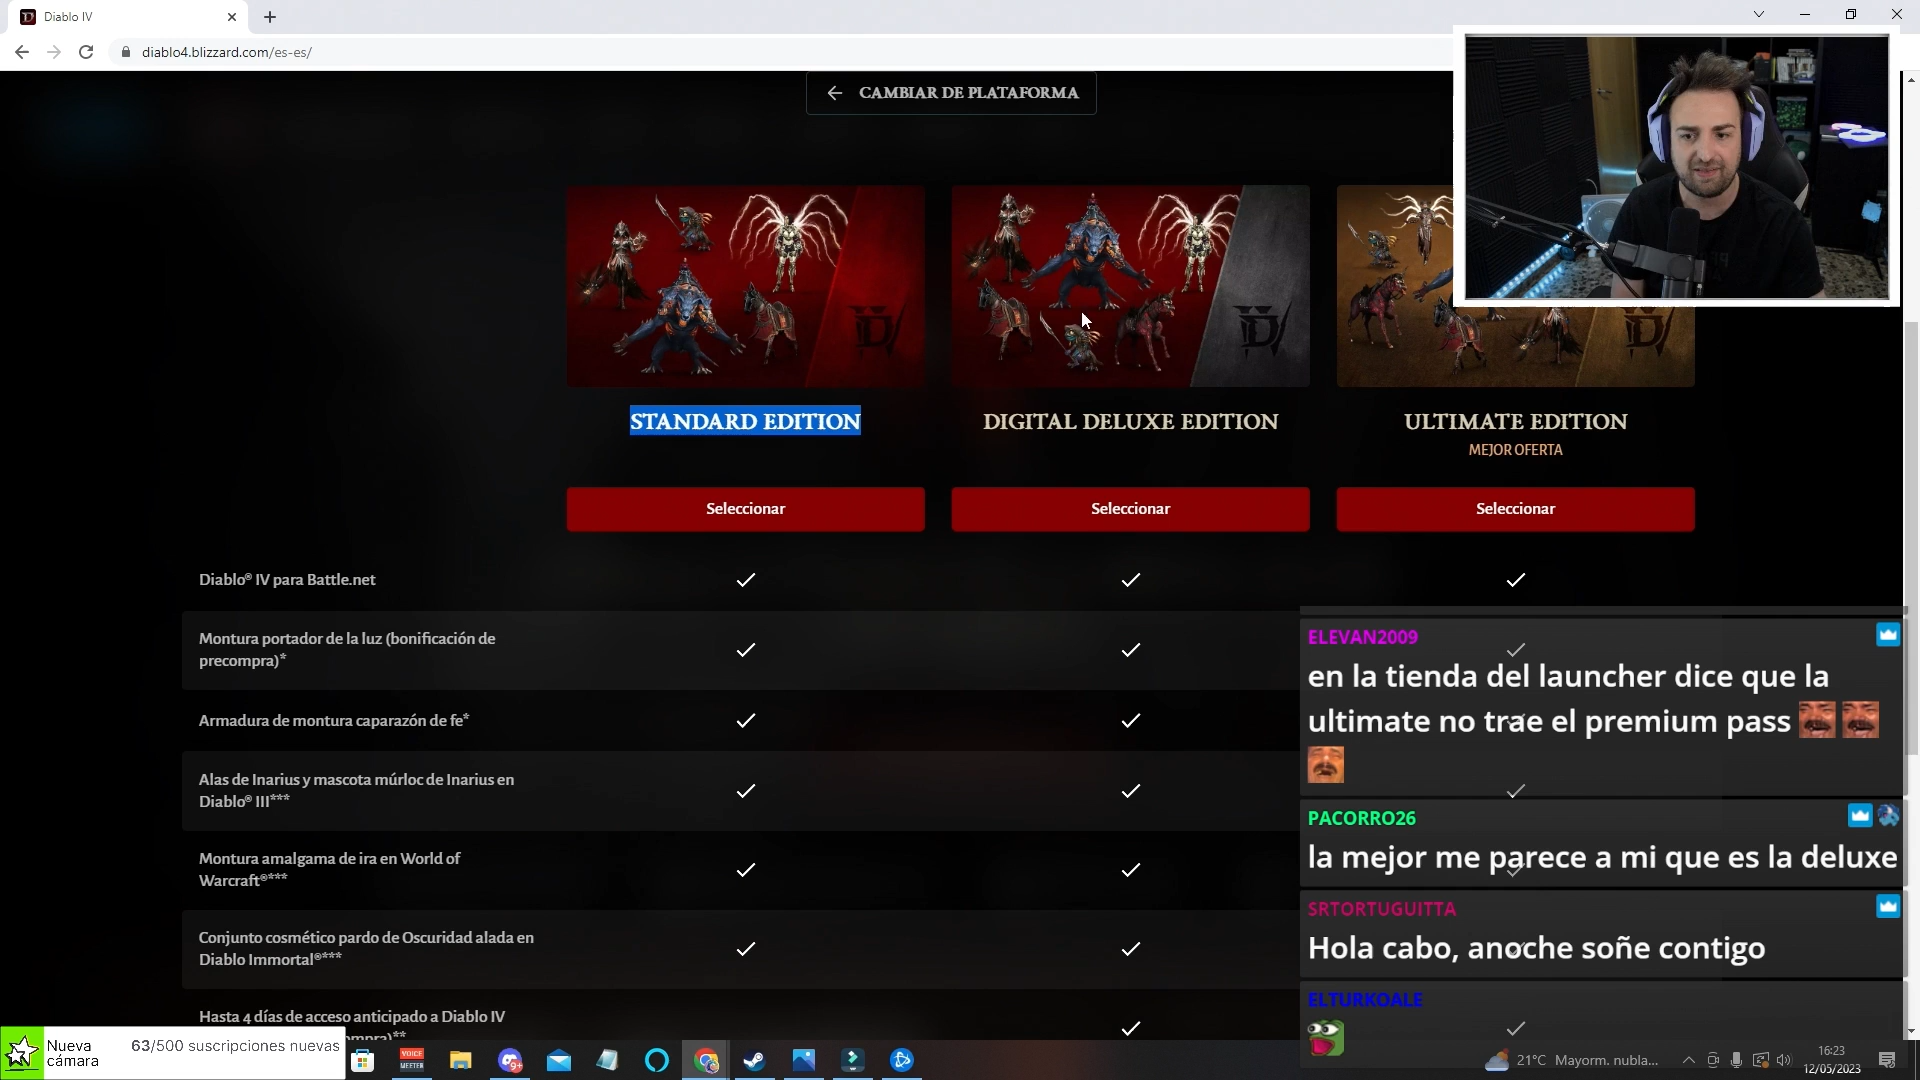 Diablo IV
diablo4.blizzard.com/es-es/
CAMBIAR DE PLATAFORMA
STANDARD EDITION
DIGITAL DELUXE EDITION
ULTIMATE EDITION
MEJOR OFERTA
Seleccionar
Seleccionar
Seleccionar
Diablo® IV para Battle.net
Montura portador de la luz (bonificación de
precompra)*
Armadura de montura caparazón de fe*
Alas de Inarius y mascota múrloc de Inarius en
Diablo® III***
Montura amalgama de ira en World of
Warcraft®***
Conjunto cosmético pardo de Oscuridad alada en
Diablo Immortal®***
Hasta 4 días de acceso anticipado a Diablo IV
ELEVAN2009
en la tienda del launcher dice que la
ultimate no trae el premium pass
PACORRO26
la mejor me parece a mi que es la deluxe
SRTORTUGUITTA
Hola cabo, anoche soñe contigo
ELTURKOALE
Nueva
cámara
63/500 suscripciones nuevas
VOICE
MEETER
9+
21°C Mayorm. nubla...
16:23
12/05/2023